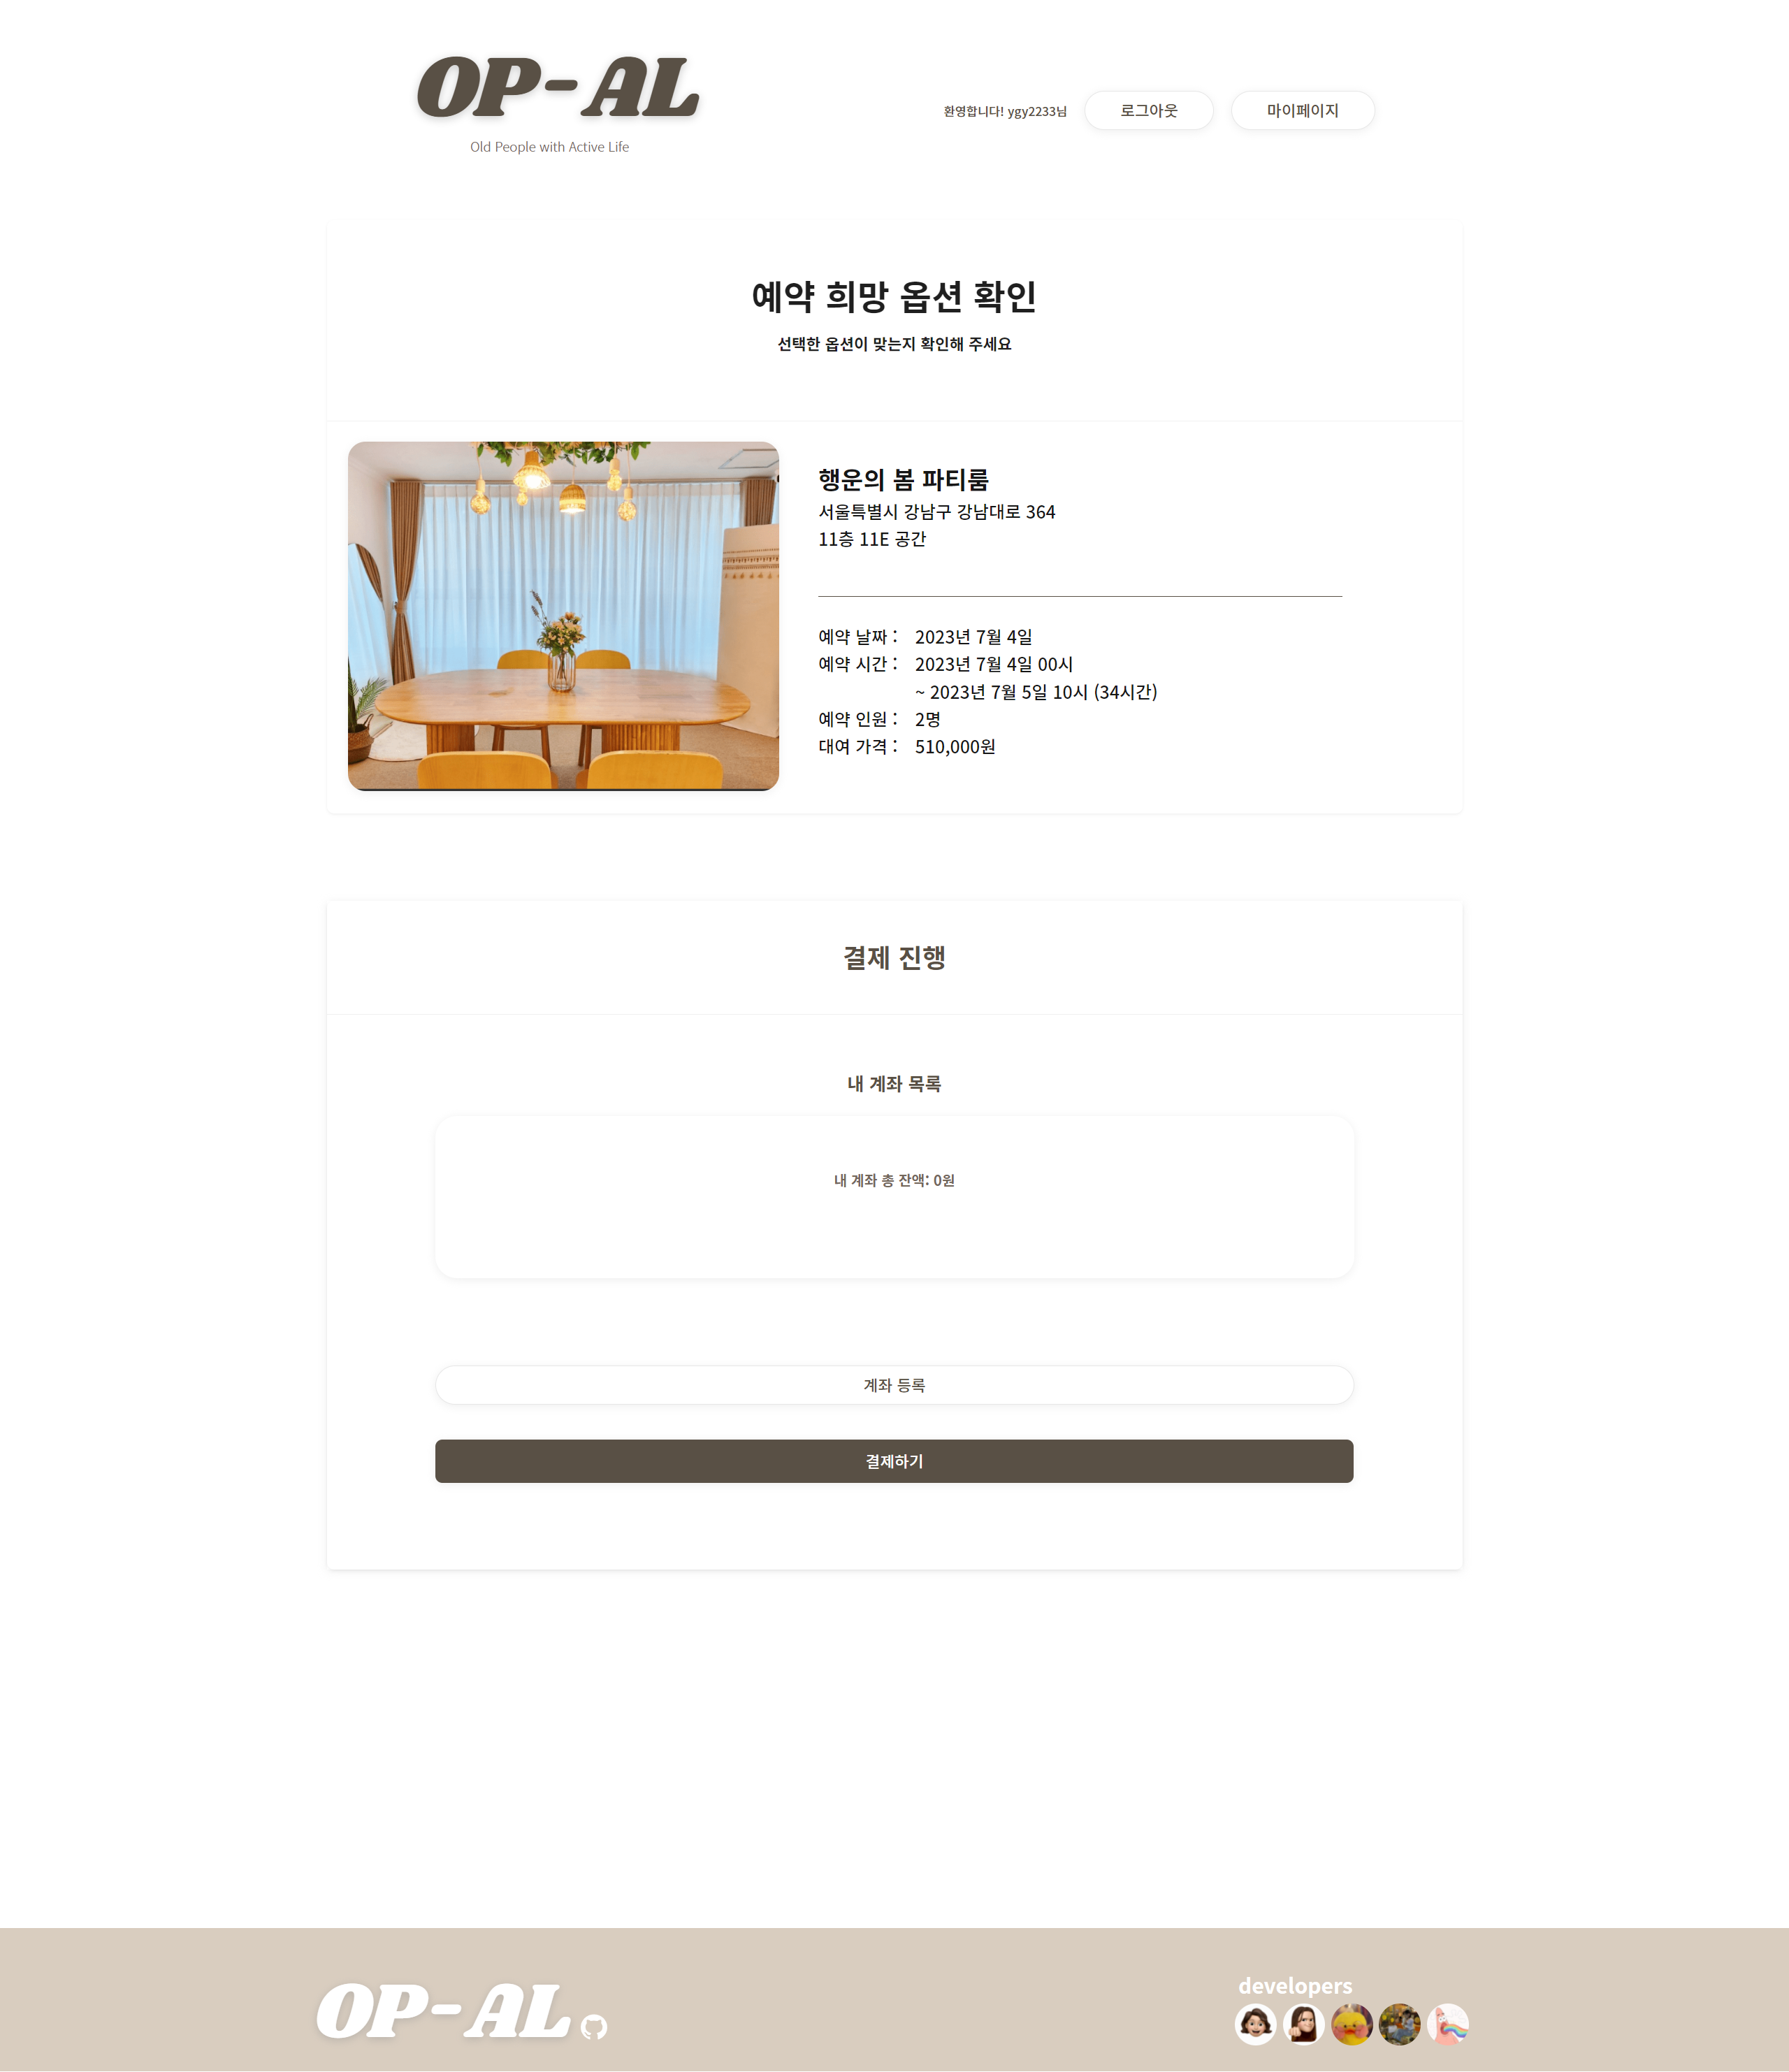 OP-AL
Old People with Active Life
환영합니다! ygy2233님
로그아웃
마이페이지
예약 희망 옵션 확인
선택한 옵션이 맞는지 확인해 주세요
행운의 봄 파티룸
서울특별시 강남구 강남대로 364
11층 11E 공간
예약 날짜 : 2023년 7월 4일
예약 시간 : 2023년 7월 4일 00시
~ 2023년 7월 5일 10시 (34시간)
예약 인원 : 2명
대여 가격 : 510,000원
결제 진행
내 계좌 목록
내 계좌 총 잔액: 0원
계좌 등록
결제하기
OP-AL
developers